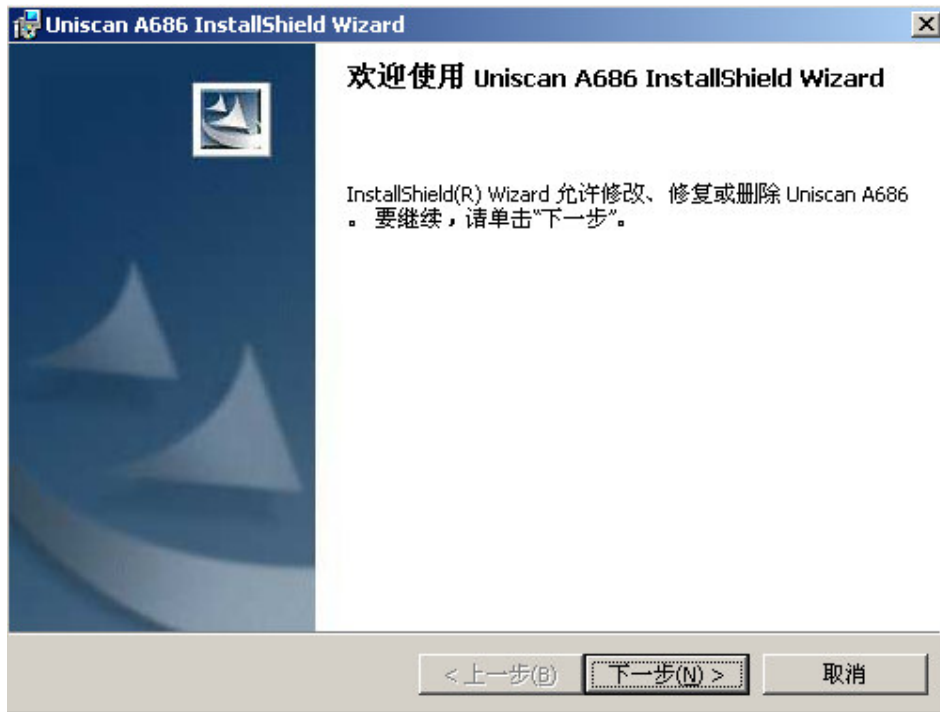 Uniscan A686 InstallShield Wizard
欢迎使用 Uniscan A686 InstallShield Wizard
InstallShield(R) Wizard 允许修改、修复或删除 Uniscan A686
。 要继续，请单击“下一步”。
< 上一步(B)
下一步(N) >
取消